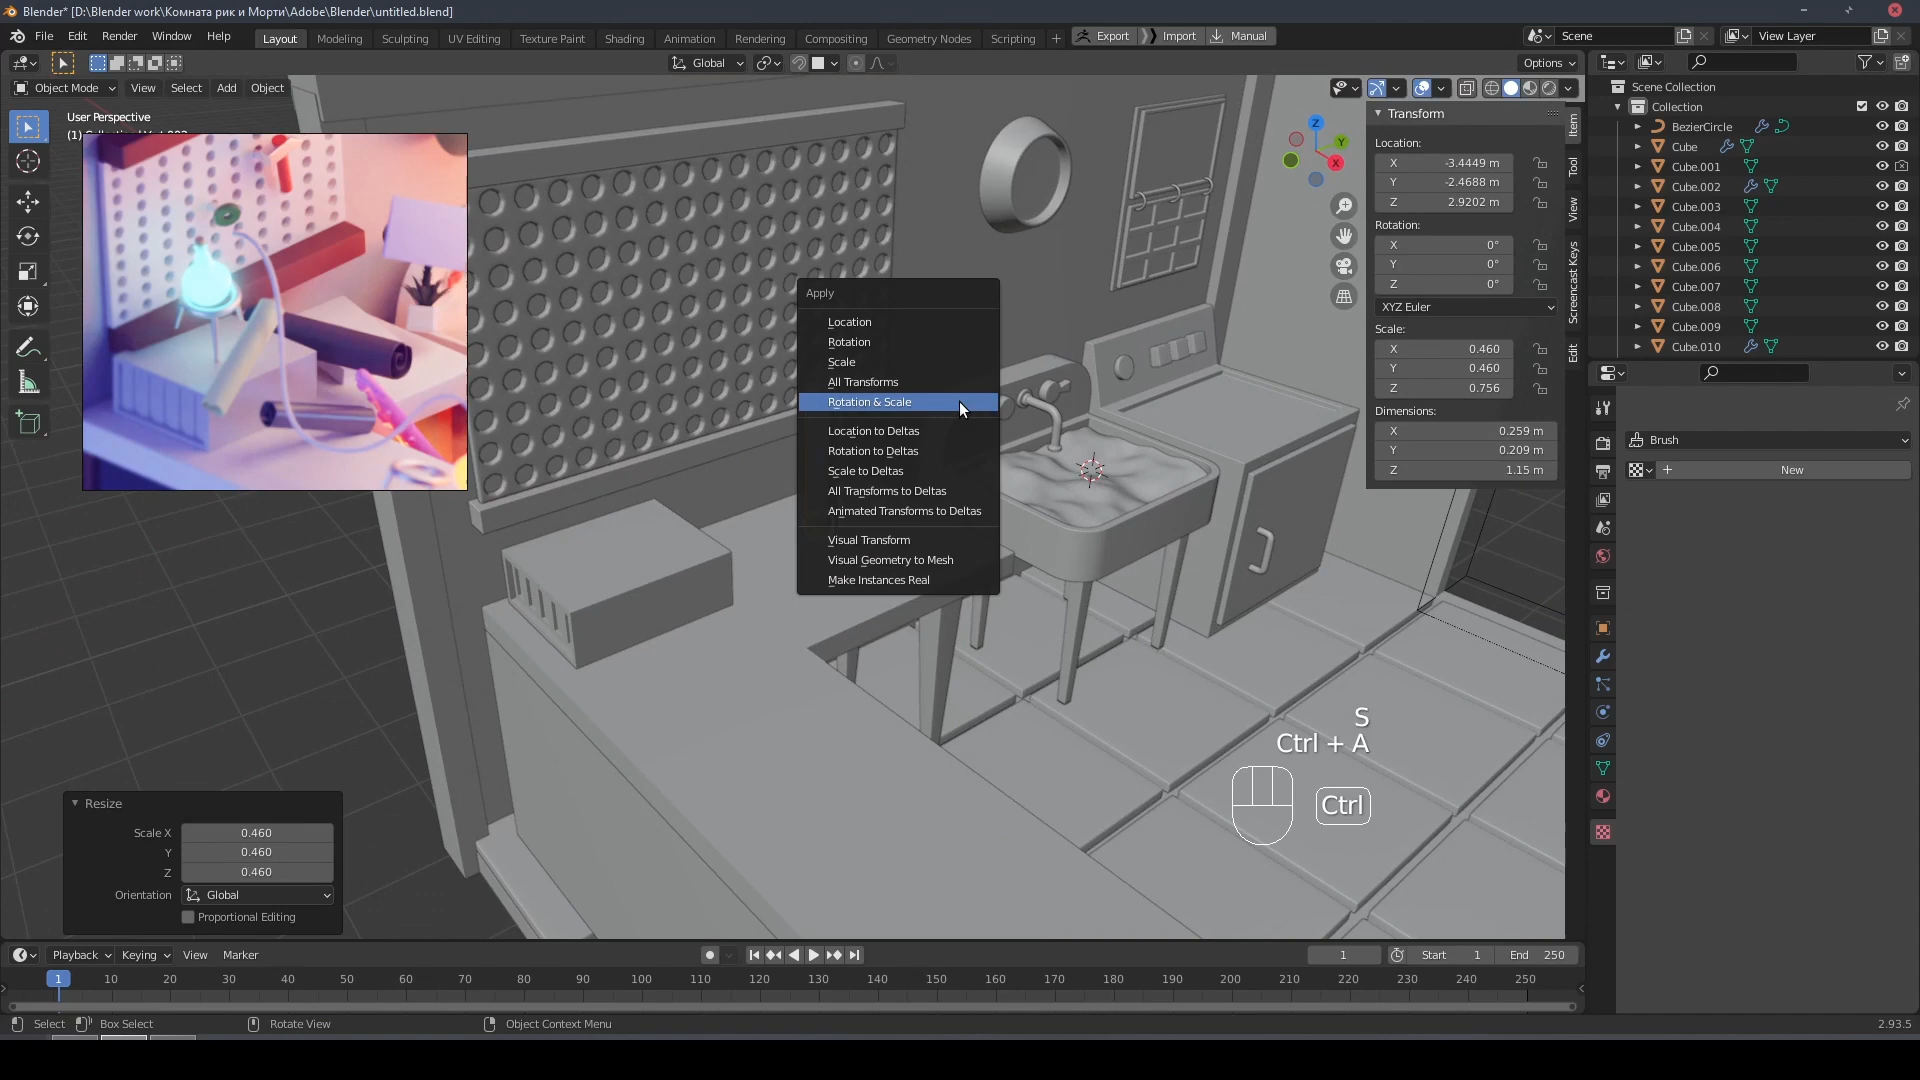 Blender* [D:\Blender work\Комната рик и Морти\Adobe\Blender\untitled.blend]
File Edit Render Window Help
Layout Modeling Sculpting UV Editing Texture Paint Shading Animation Rendering Compositing Geometry Nodes Scripting +
Export Import Manual
Scene
View Layer
Global
Options
Object Mode View Select Add Object
User Perspective
Transform
Location:
X -3.4449 m
Y -2.4688 m
Z 2.9202 m
Rotation:
X 0°
Y 0°
Z 0°
XYZ Euler
Scale:
X 0.460
Y 0.460
Z 0.756
Dimensions:
X 0.259 m
Y 0.209 m
Z 1.15 m
Item
Tool
View
Screencast Keys
Edit
Z
Y
X
Scene Collection
Collection
BezierCircle
Cube
Cube.001
Cube.002
Cube.003
Cube.004
Cube.005
Cube.006
Cube.007
Cube.008
Cube.009
Cube.010
Brush
+ New
Apply
Location
Rotation
Scale
All Transforms
Rotation & Scale
Location to Deltas
Rotation to Deltas
Scale to Deltas
All Transforms to Deltas
Animated Transforms to Deltas
Visual Transform
Visual Geometry to Mesh
Make Instances Real
S
Ctrl + A
Ctrl
Resize
Scale X 0.460
Y 0.460
Z 0.460
Orientation Global
Proportional Editing
Playback Keying View Marker
1 Start 1 End 250
1 10 20 30 40 50 60 70 80 90 100 110 120 130 140 150 160 170 180 190 200 210 220 230 240 250
Select Box Select Rotate View Object Context Menu
2.93.5